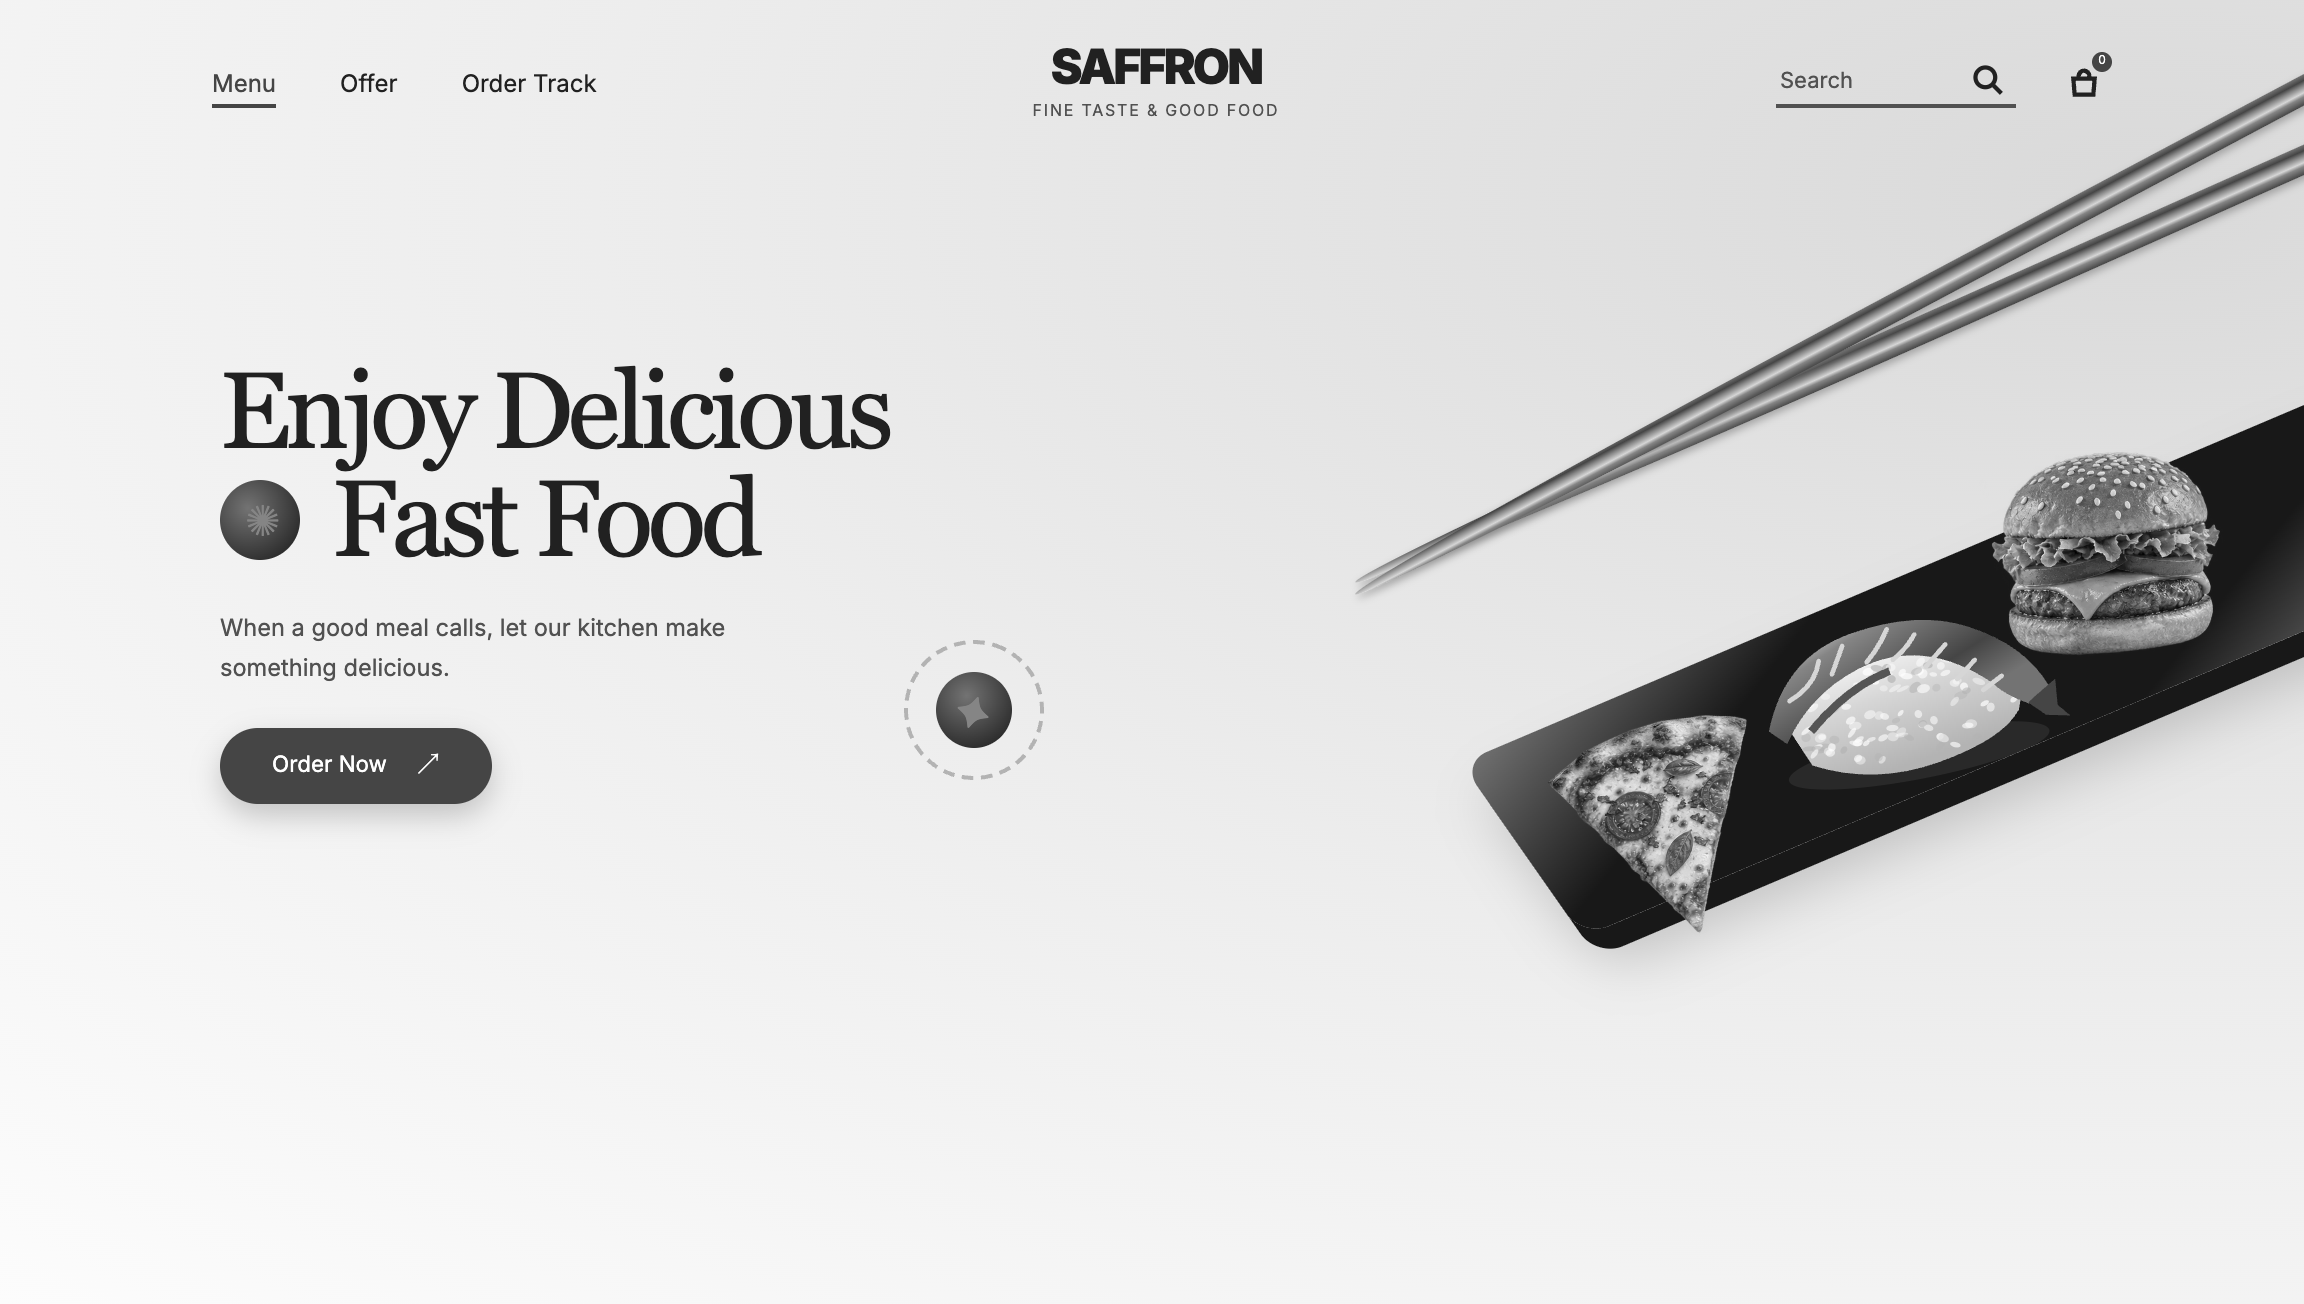 Menu
Offer
Order Track
SAFFRON
FINE TASTE & GOOD FOOD
Search
0
Enjoy Delicious
Fast Food
When a good meal calls, let our kitchen make
something delicious.
Order Now